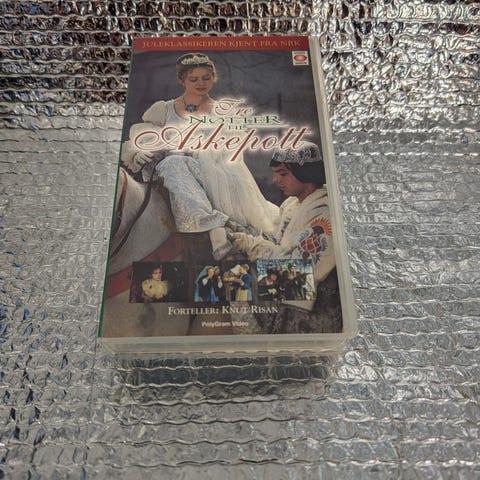 JULEKLASSIKEREN KJENT FRA NRK
Tre
NØTTER
TIL
Askepott
FORTELLER: KNUT RISAN
PolyGram Video